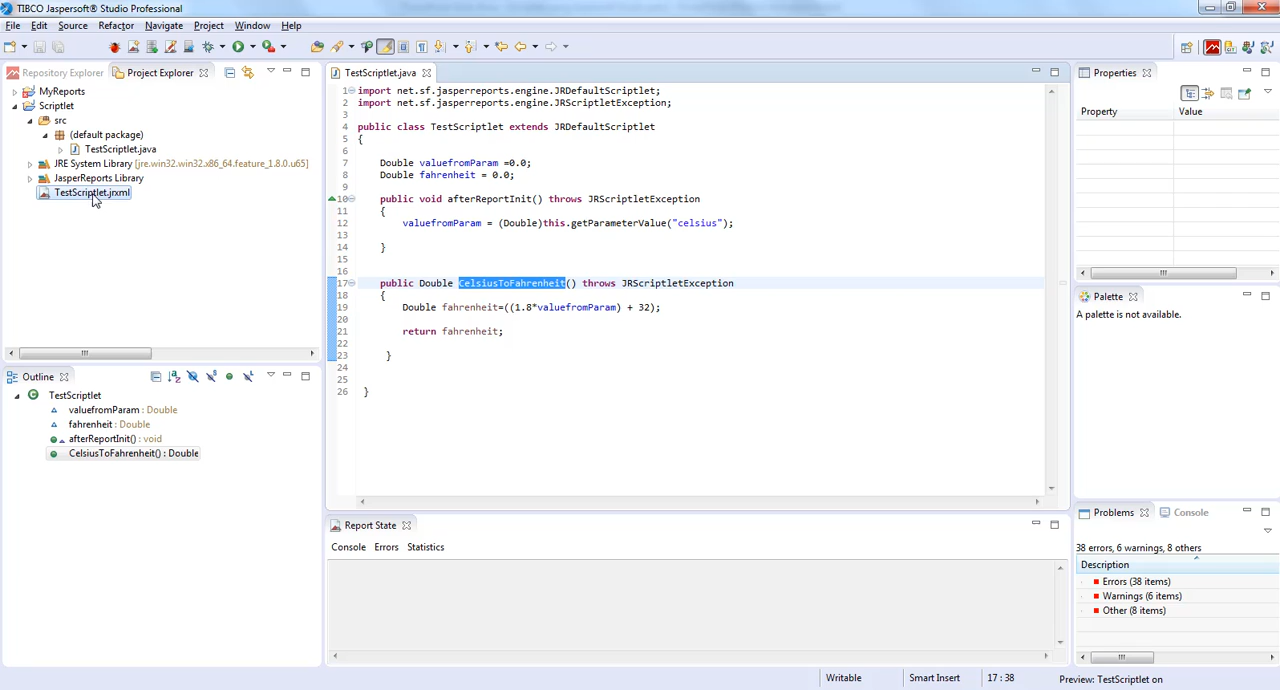 TIBCO Jaspersoft® Studio Professional
File Edit Source Refactor Navigate Project Window Help
Repository Explorer Project Explorer
MyReports
Scriptlet
src
(default package)
TestScriptlet.java
JRE System Library [jre.win32.win32.x86_64.feature_1.8.0.u65]
JasperReports Library
TestScriptlet.jrxml
Outline
TestScriptlet
valuefromParam : Double
fahrenheit : Double
afterReportInit() : void
CelsiusToFahrenheit() : Double
TestScriptlet.java
1 import net.sf.jasperreports.engine.JRDefaultScriptlet;
2 import net.sf.jasperreports.engine.JRScriptletException;
3
4 public class TestScriptlet extends JRDefaultScriptlet
5 {
6
7 Double valuefromParam =0.0;
8 Double fahrenheit = 0.0;
9
10 public void afterReportInit() throws JRScriptletException
11 {
12 valuefromParam = (Double)this.getParameterValue("celsius");
13
14 }
15
16
17 public Double CelsiusToFahrenheit() throws JRScriptletException
18 {
19 Double fahrenheit=((1.8*valuefromParam) + 32);
20
21 return fahrenheit;
22
23 }
24
25
26 }
Report State
Console Errors Statistics
Properties
Property Value
Palette
A palette is not available.
Problems Console
38 errors, 6 warnings, 8 others
Description
Errors (38 items)
Warnings (6 items)
Other (8 items)
Writable Smart Insert 17 : 38 Preview: TestScriptlet on